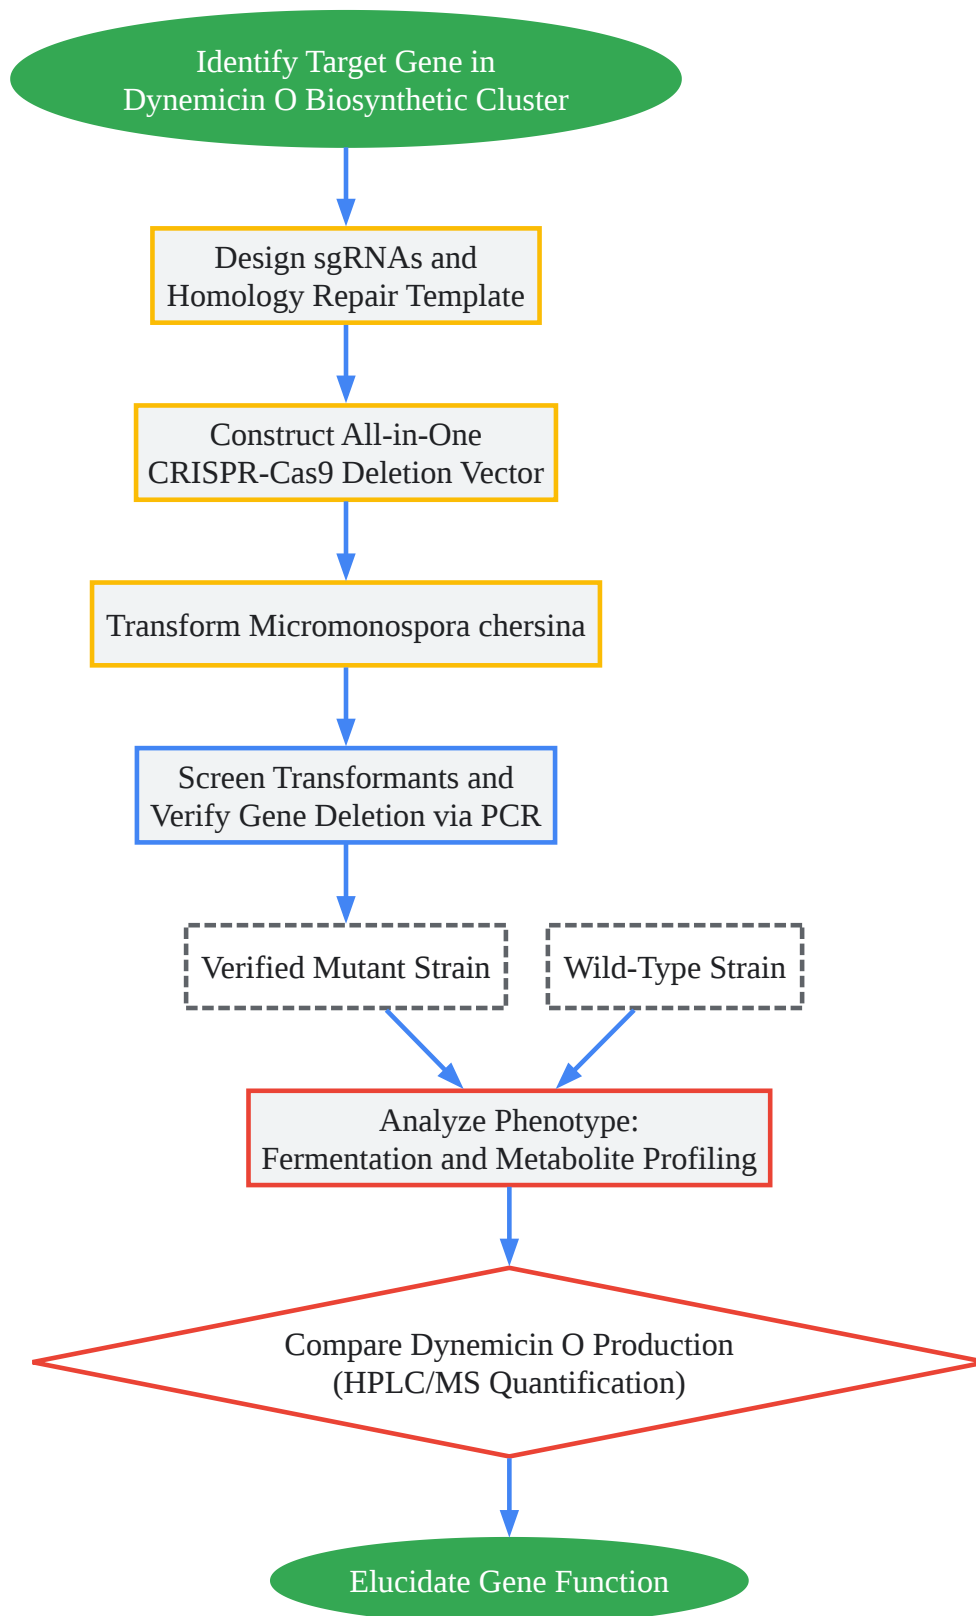 Identify Target Gene in
Dynemicin O Biosynthetic Cluster
Design sgRNAs and
Homology Repair Template
Construct All-in-One
CRISPR-Cas9 Deletion Vector
Transform Micromonospora chersina
Screen Transformants and
Verify Gene Deletion via PCR
Verified Mutant Strain
Wild-Type Strain
Analyze Phenotype:
Fermentation and Metabolite Profiling
Compare Dynemicin O Production
(HPLC/MS Quantification)
Elucidate Gene Function